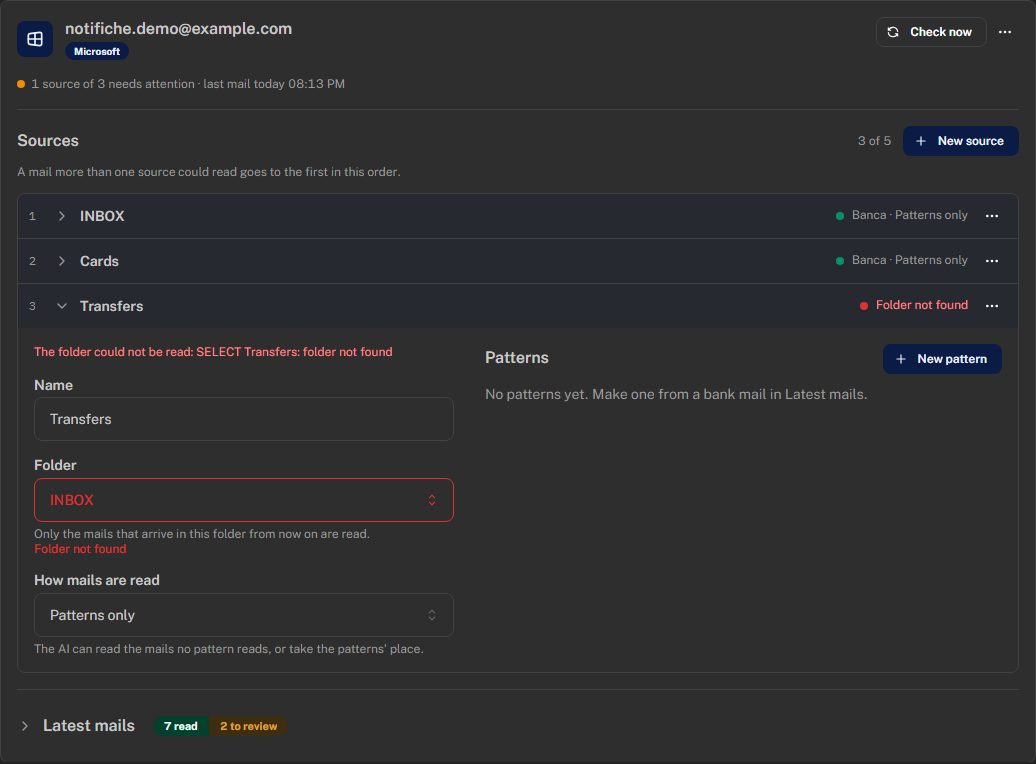 notifiche.demo@example.com
Microsoft
Check now
1 source of 3 needs attention · last mail today 08:13 PM
Sources
3 of 5
New source
A mail more than one source could read goes to the first in this order.
1 INBOX Banca · Patterns only
2 Cards Banca · Patterns only
3 Transfers Folder not found
The folder could not be read: SELECT Transfers: folder not found
Name
Transfers
Folder
INBOX
Only the mails that arrive in this folder from now on are read.
Folder not found
How mails are read
Patterns only
The AI can read the mails no pattern reads, or take the patterns' place.
Patterns
New pattern
No patterns yet. Make one from a bank mail in Latest mails.
Latest mails 7 read 2 to review